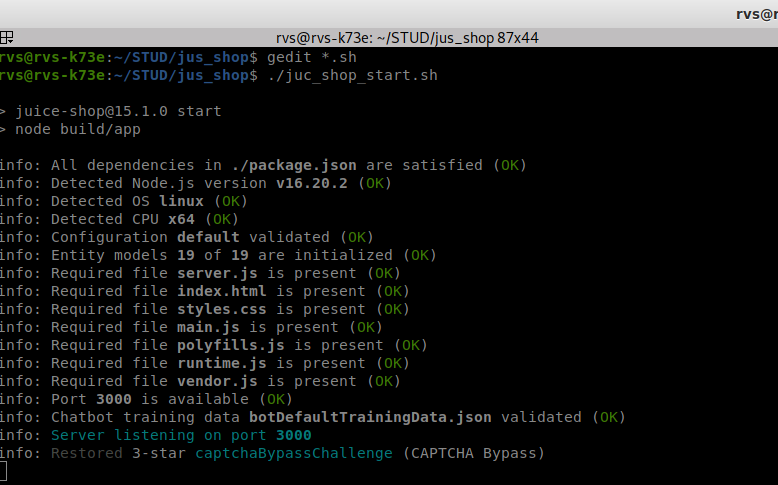 rvs@r
rvs@rvs-k73e: ~/STUD/jus_shop 87x44
rvs@rvs-k73e:~/STUD/jus_shop$ gedit *.sh
rvs@rvs-k73e:~/STUD/jus_shop$ ./juc_shop_start.sh
> juice-shop@15.1.0 start
> node build/app
info: All dependencies in ./package.json are satisfied (OK)
info: Detected Node.js version v16.20.2 (OK)
info: Detected OS linux (OK)
info: Detected CPU x64 (OK)
info: Configuration default validated (OK)
info: Entity models 19 of 19 are initialized (OK)
info: Required file server.js is present (OK)
info: Required file index.html is present (OK)
info: Required file styles.css is present (OK)
info: Required file main.js is present (OK)
info: Required file polyfills.js is present (OK)
info: Required file runtime.js is present (OK)
info: Required file vendor.js is present (OK)
info: Port 3000 is available (OK)
info: Chatbot training data botDefaultTrainingData.json validated (OK)
info: Server listening on port 3000
info: Restored 3-star captchaBypassChallenge (CAPTCHA Bypass)